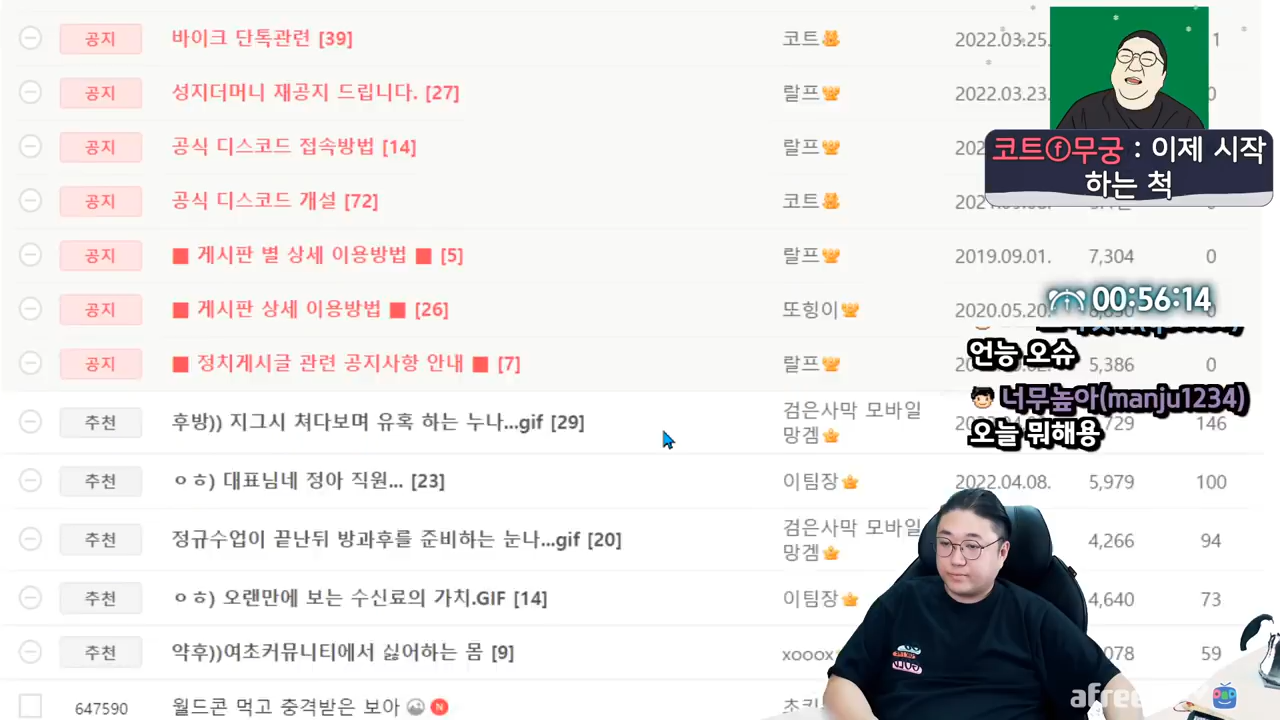 공지 바이크 단톡관련 [39] 코트 2022.03.25. 1
공지 성지더머니 재공지 드립니다. [27] 랄프 2022.03.23. 0
공지 공식 디스코드 접속방법 [14] 랄프
공지 공식 디스코드 개설 [72] 코트
공지 ■ 게시판 별 상세 이용방법 ■ [5] 랄프 2019.09.01. 7,304 0
공지 ■ 게시판 상세 이용방법 ■ [26] 또힝이 2020.05.20.
공지 ■ 정치게시글 관련 공지사항 안내 ■ [7] 랄프 5,386 0
추천 후방)) 지그시 쳐다보며 유혹 하는 누나...gif [29] 검은사막 모바일
망겜 146
추천 ㅇㅎ) 대표님네 정아 직원... [23] 이팀장 2022.04.08. 5,979 100
추천 정규수업이 끝난뒤 방과후를 준비하는 눈나...gif [20] 검은사막 모바일
망겜 4,266 94
추천 ㅇㅎ) 오랜만에 보는 수신료의 가치.GIF [14] 이팀장 4,640 73
추천 약후))여초커뮤니티에서 싫어하는 몸 [9] 59
647590 월드콘 먹고 충격받은 보아 N
코트ⓕ무궁 : 이제 시작
하는 척
00:56:14
언능 오슈
너무높아(manju1234)
오늘 뭐해용